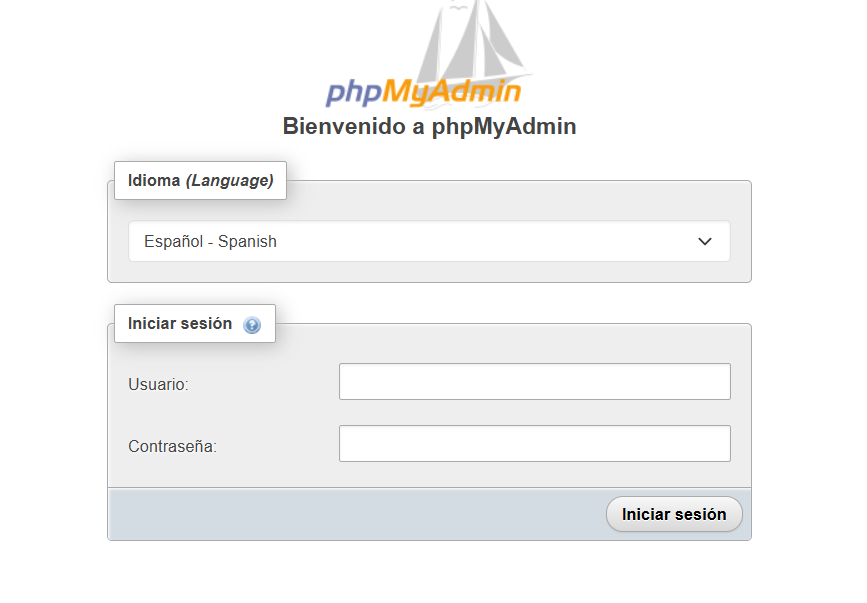 phpMyAdmin
Bienvenido a phpMyAdmin
Idioma (Language)
Español - Spanish
Iniciar sesión
Usuario:
Contraseña:
Iniciar sesión